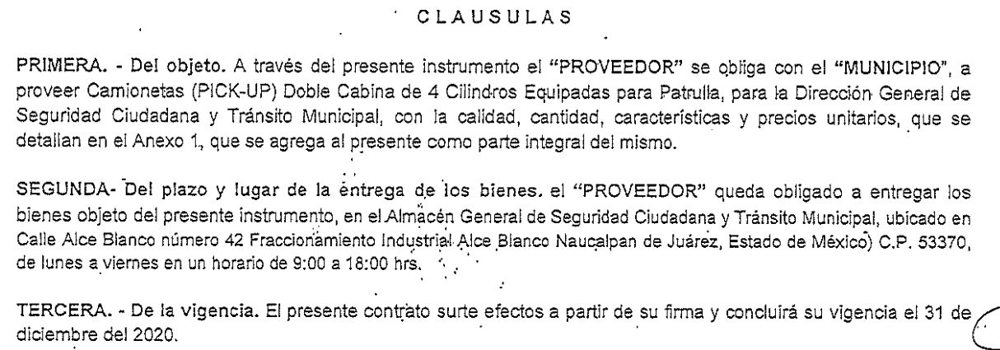 CLAUSULAS
PRIMERA. - Del objeto. A través del presente instrumento el "PROVEEDOR" se obliga con el "MUNICIPIO", a
proveer Camionetas (PICK-UP) Doble Cabina de 4 Cilindros Equipadas para Patrulla, para la Dirección General de
Seguridad Ciudadana y Tránsito Municipal, con la calidad, cantidad, características y precios unitarios, que se
detallan en el Anexo 1, que se agrega al presente como parte integral del mismo.
SEGUNDA- Del plazo y lugar de la entrega de los bienes. el "PROVEEDOR" queda obligado a entregar los
bienes objeto del presente instrumento, en el Almacén General de Seguridad Ciudadana y Tránsito Municipal, ubicado en
Calle Alce Blanco número 42 Fraccionamiento Industrial Alce Blanco Naucalpan de Juárez, Estado de México) C.P. 53370,
de lunes a viernes en un horario de 9:00 a 18:00 hrs.
TERCERA. - De la vigencia. El presente contrato surte efectos a partir de su firma y concluirá su vigencia el 31 de
diciembre del 2020.